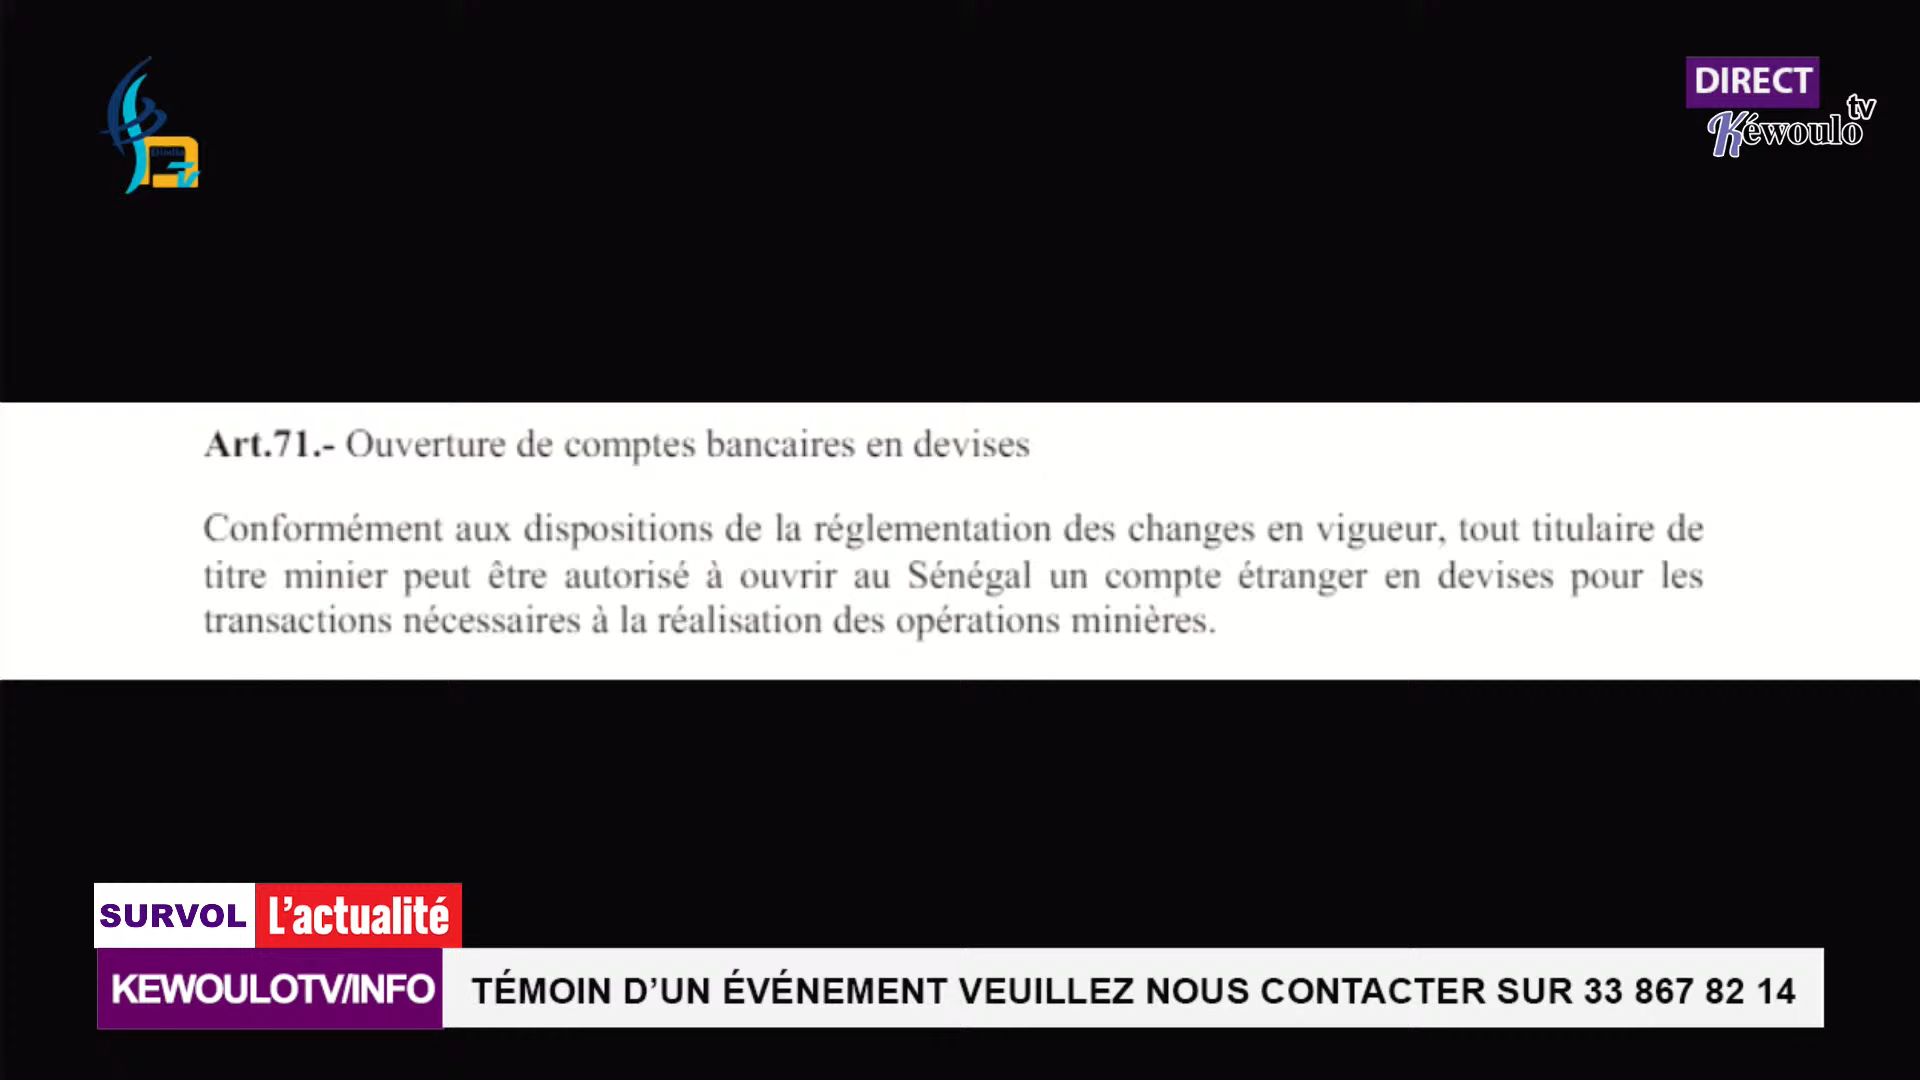 DIRECT
Kéwoulo tv
Art.71.- Ouverture de comptes bancaires en devises
Conformément aux dispositions de la réglementation des changes en vigueur, tout titulaire de
titre minier peut être autorisé à ouvrir au Sénégal un compte étranger en devises pour les
transactions nécessaires à la réalisation des opérations minières.
SURVOL L’actualité
KEWOULOTV/INFO TÉMOIN D’UN ÉVÉNEMENT VEUILLEZ NOUS CONTACTER SUR 33 867 82 14